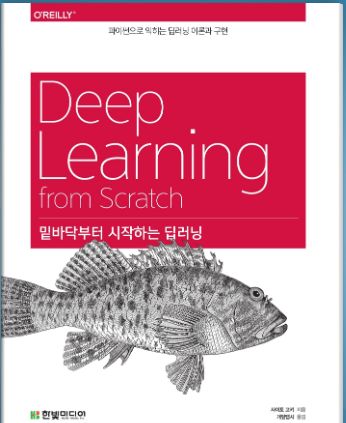 O'REILLY®
파이썬으로 익히는 딥러닝 이론과 구현
Deep
Learning
from Scratch
밑바닥부터 시작하는 딥러닝
한빛미디어
사이토 고키 지음
개앞맵시 옮김